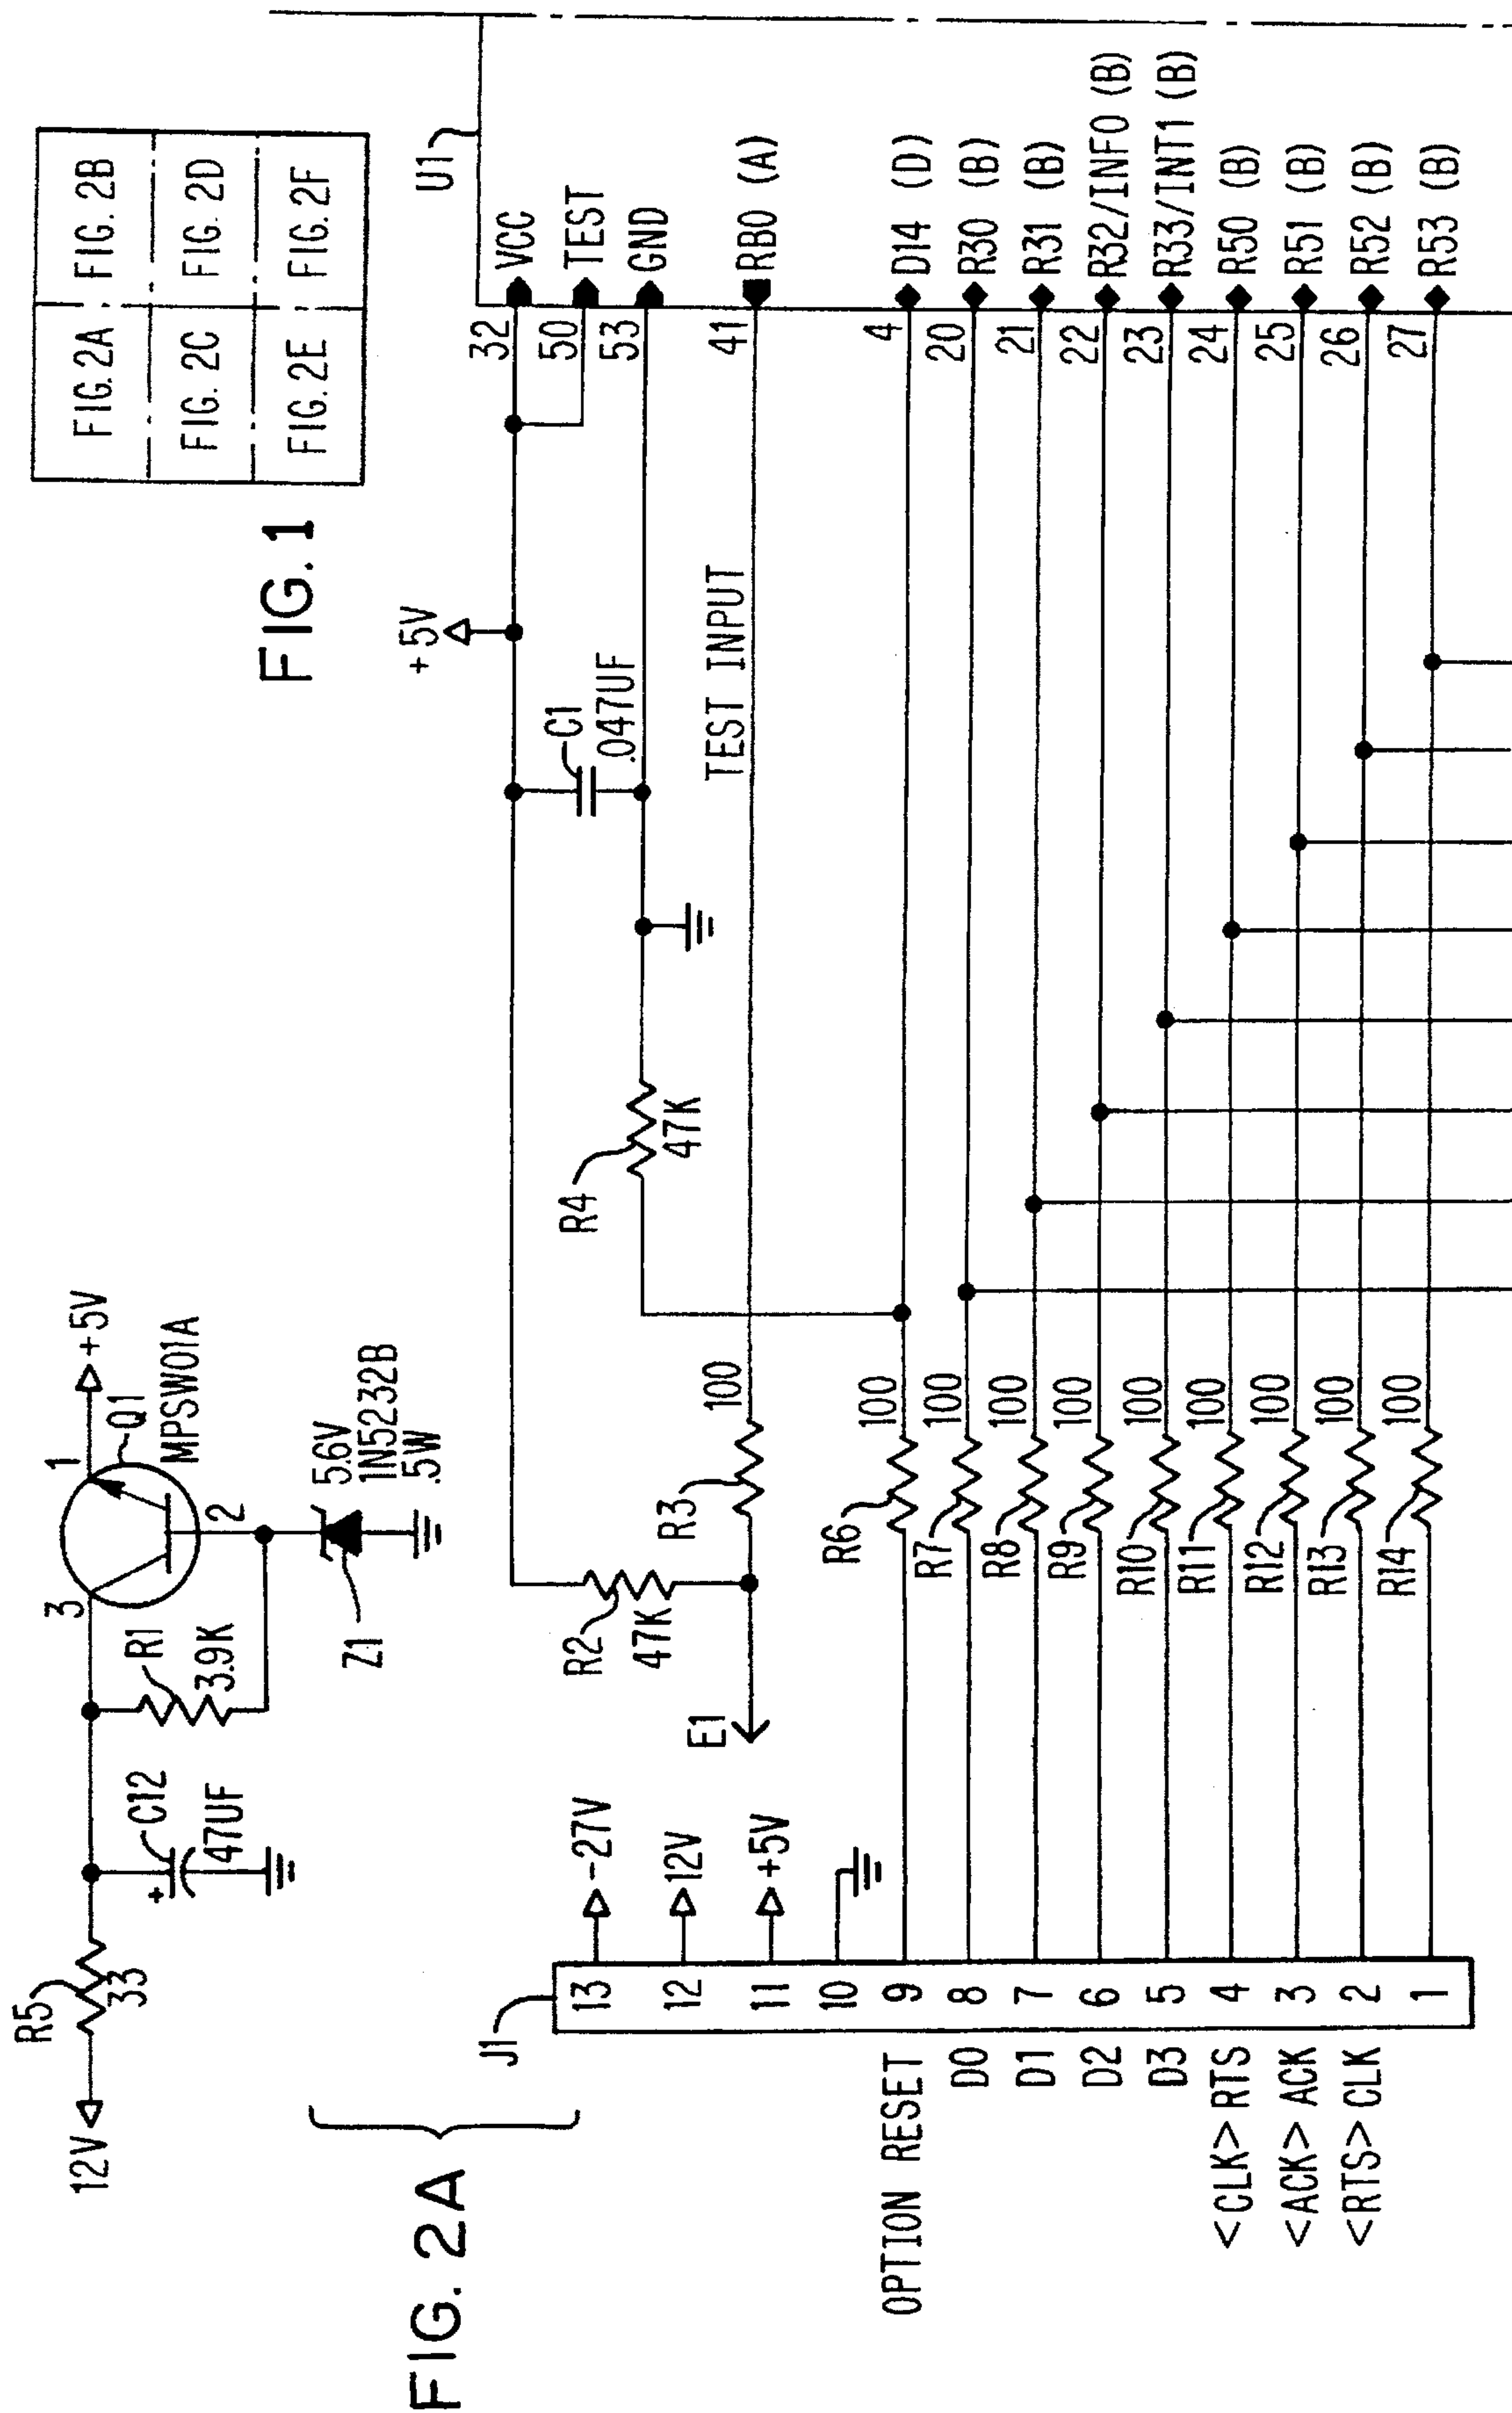 FIG. 1
FIG. 2A FIG. 2B
FIG. 2C FIG. 2D
FIG. 2E FIG. 2F
FIG. 2A
12V
R5
33
C12
+
47UF
R1
3.9K
3
1
2
Q1
MPSW01A
+5V
Z1
5.6V
1N5232B
.5W
+5V
U1
32 VCC
50 TEST
53 GND
C1
.047UF
R4
47K
R2
47K
E1
R3
100
TEST INPUT
41 RB0 (A)
J1
13 -27V
12 12V
11 +5V
10
OPTION RESET 9 R6 100 4 D14 (D)
D0 8 R7 100 20 R30 (B)
D1 7 R8 100 21 R31 (B)
D2 6 R9 100 22 R32/INF0 (B)
D3 5 R10 100 23 R33/INT1 (B)
<CLK>RTS 4 R11 100 24 R50 (B)
<ACK>ACK 3 R12 100 25 R51 (B)
<RTS>CLK 2 R13 100 26 R52 (B)
1 R14 100 27 R53 (B)